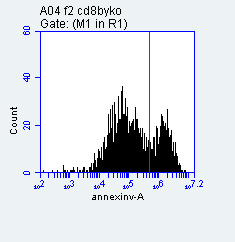 A04 f2 cd8byko
Gate: (M1 in R1)
60
40
20
0
Count
10^2 10^3 10^4 10^5 10^6 10^7.2
annexinv-A